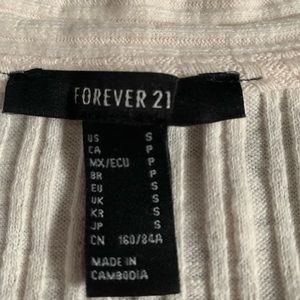 FOREVER 21
US S
CA P
MX/ECU P
BR P
EU S
UK S
KR S
JP S
CN 160/84A
MADE IN
CAMBODIA